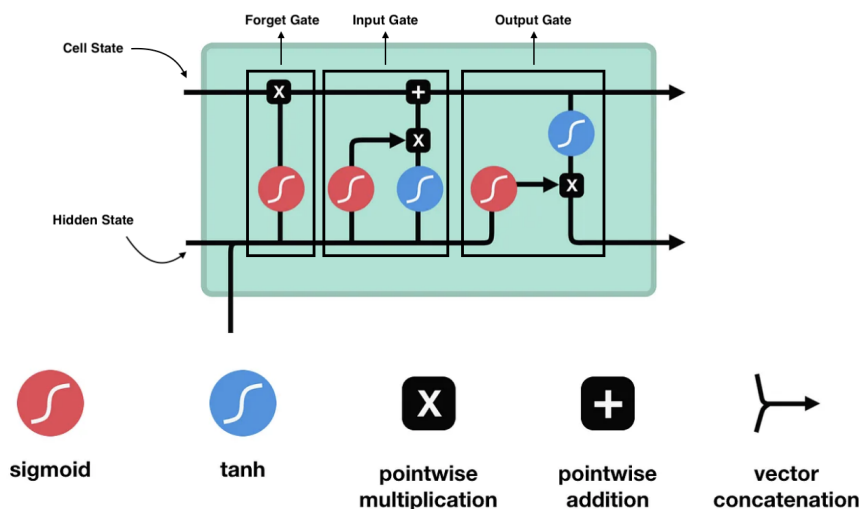 Forget Gate
Input Gate
Output Gate
Cell State
X
+
X
X
Hidden State
X
+
sigmoid
tanh
pointwise
multiplication
pointwise
addition
vector
concatenation